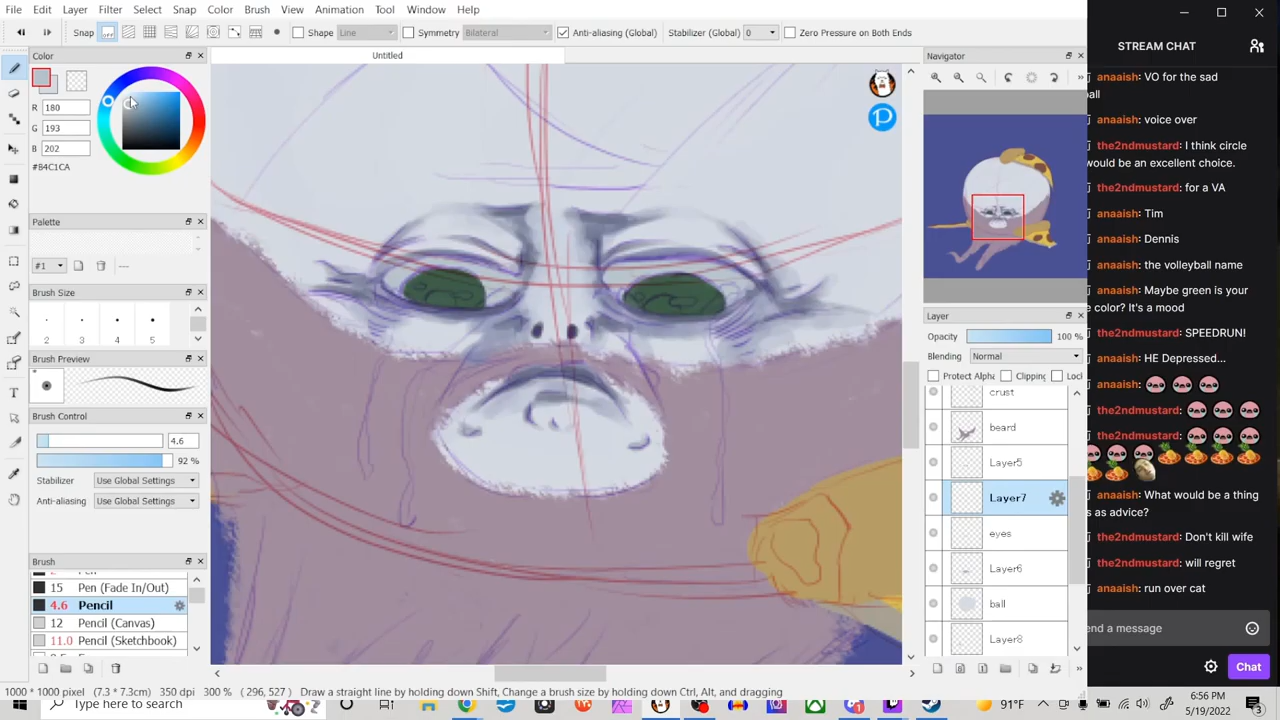 File Edit Layer Filter Select Snap Color Brush View Animation Tool Window Help
Snap Shape Line Symmetry Bilateral Anti-aliasing (Global) Stabilizer (Global) 0 Zero Pressure on Both Ends
Color
R 180
G 193
B 202
#B4C1CA
Palette
#1 ---
Brush Size
2 3 4 5
Brush Preview
Brush Control
4.6
92 %
Stabilizer Use Global Settings
Anti-aliasing Use Global Settings
Brush
15 Pen (Fade In/Out)
4.6 Pencil
12 Pencil (Canvas)
11.0 Pencil (Sketchbook)
Untitled
P
Navigator
Layer
Opacity 100 %
Blending Normal
Protect Alpha Clipping Lock
crust
beard
Layer5
Layer7
eyes
Layer6
ball
Layer8
1000 * 1000 pixel (7.3 * 7.3cm) 350 dpi 300 % ( 296, 527) Draw a straight line by holding down Shift, Change a brush size by holding down Ctrl, Alt, and dragging
Type here to search
91°F
6:56 PM
5/19/2022
3
STREAM CHAT
anaaish: VO for the sad
ball
anaaish: voice over
the2ndmustard: I think circle
would be an excellent choice.
the2ndmustard: for a VA
anaaish: Tim
anaaish: Dennis
anaaish: the volleyball name
the2ndmustard: Maybe green is your
e color? It's a mood
the2ndmustard: SPEEDRUN!
the2ndmustard: HE Depressed...
anaaish:
the2ndmustard:
the2ndmustard:
anaaish: What would be a thing
s as advice?
the2ndmustard: Don't kill wife
the2ndmustard: will regret
anaaish: run over cat
end a message
Chat